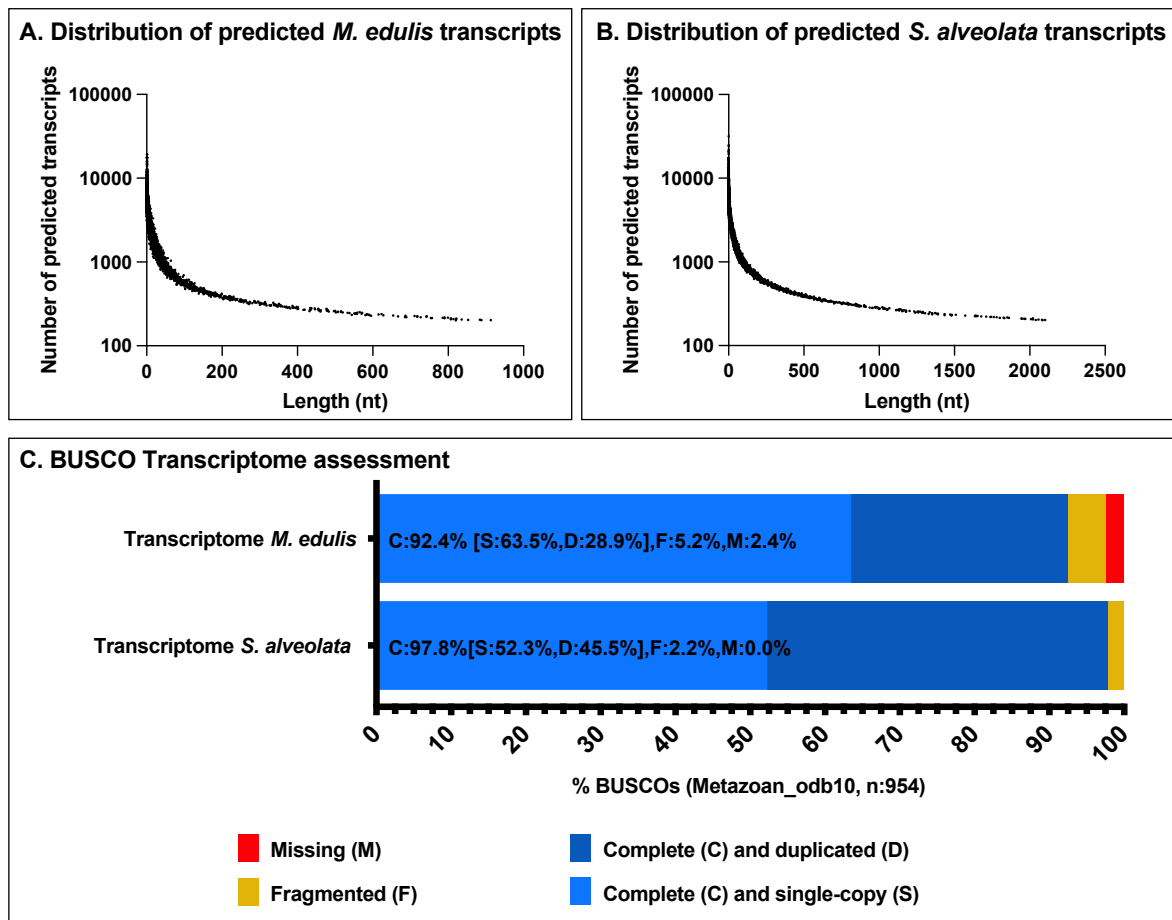 A. Distribution of predicted M. edulis transcripts
Number of predicted transcripts
100000
10000
1000
100
0
200
400
600
800
1000
Length (nt)
B. Distribution of predicted S. alveolata transcripts
Number of predicted transcripts
100000
10000
1000
100
0
500
1000
1500
2000
2500
Length (nt)
C. BUSCO Transcriptome assessment
Transcriptome M. edulis
C:92.4% [S:63.5%,D:28.9%],F:5.2%,M:2.4%
Transcriptome S. alveolata
C:97.8%[S:52.3%,D:45.5%],F:2.2%,M:0.0%
0
10
20
30
40
50
60
70
80
90
100
% BUSCOs (Metazoan_odb10, n:954)
Missing (M)
Fragmented (F)
Complete (C) and duplicated (D)
Complete (C) and single-copy (S)